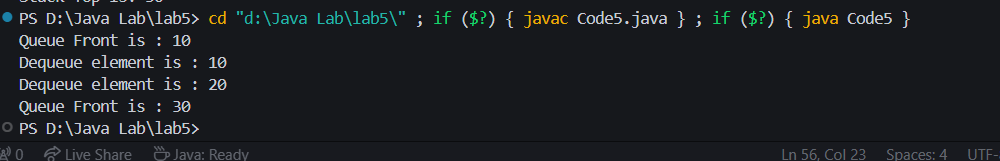 PS D:\Java Lab\lab5> cd "d:\Java Lab\lab5\" ; if ($?) { javac Code5.java } ; if ($?) { java Code5 }
Queue Front is : 10
Dequeue element is : 10
Dequeue element is : 20
Queue Front is : 30
PS D:\Java Lab\lab5>
0 Live Share Java: Ready Ln 56, Col 23 Spaces: 4 UTF-